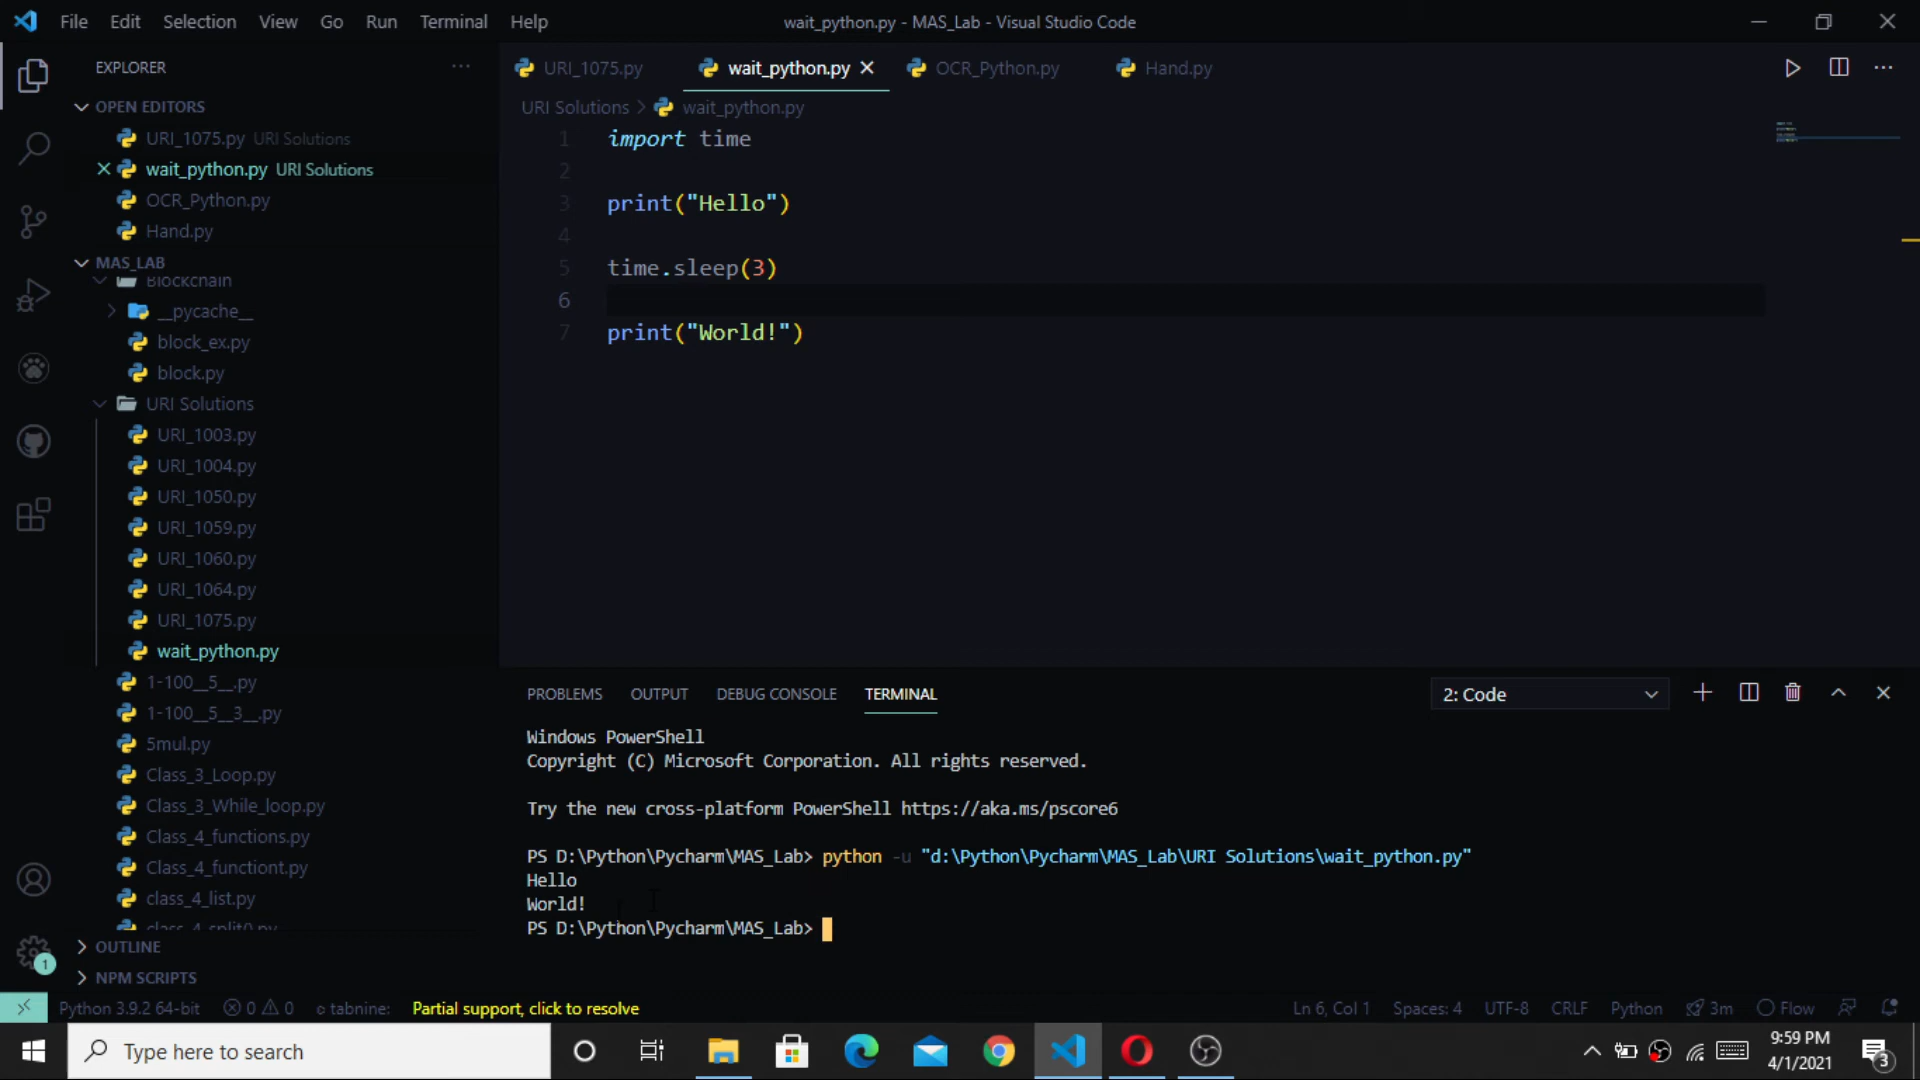 File Edit Selection View Go Run Terminal Help
wait_python.py - MAS_Lab - Visual Studio Code
EXPLORER
OPEN EDITORS
URI_1075.py URI Solutions
wait_python.py URI Solutions
OCR_Python.py
Hand.py
MAS_LAB
Blockchain
__pycache__
block_ex.py
block.py
URI Solutions
URI_1003.py
URI_1004.py
URI_1050.py
URI_1059.py
URI_1060.py
URI_1064.py
URI_1075.py
wait_python.py
1-100__5__.py
1-100__5__3__.py
5mul.py
Class_3_Loop.py
Class_3_While_loop.py
Class_4_functions.py
Class_4_functiont.py
class_4_list.py
class_4_split().py
OUTLINE
NPM SCRIPTS
URI_1075.py wait_python.py OCR_Python.py Hand.py
URI Solutions > wait_python.py
1 import time
2
3 print("Hello")
4
5 time.sleep(3)
6
7 print("World!")
PROBLEMS OUTPUT DEBUG CONSOLE TERMINAL
2: Code
Windows PowerShell
Copyright (C) Microsoft Corporation. All rights reserved.
Try the new cross-platform PowerShell https://aka.ms/pscore6
PS D:\Python\Pycharm\MAS_Lab> python -u "d:\Python\Pycharm\MAS_Lab\URI Solutions\wait_python.py"
Hello
World!
PS D:\Python\Pycharm\MAS_Lab>
1
Python 3.9.2 64-bit 0 0 tabnine: Partial support, click to resolve
Ln 6, Col 1 Spaces: 4 UTF-8 CRLF Python 3m Flow
Type here to search
9:59 PM
4/1/2021
3